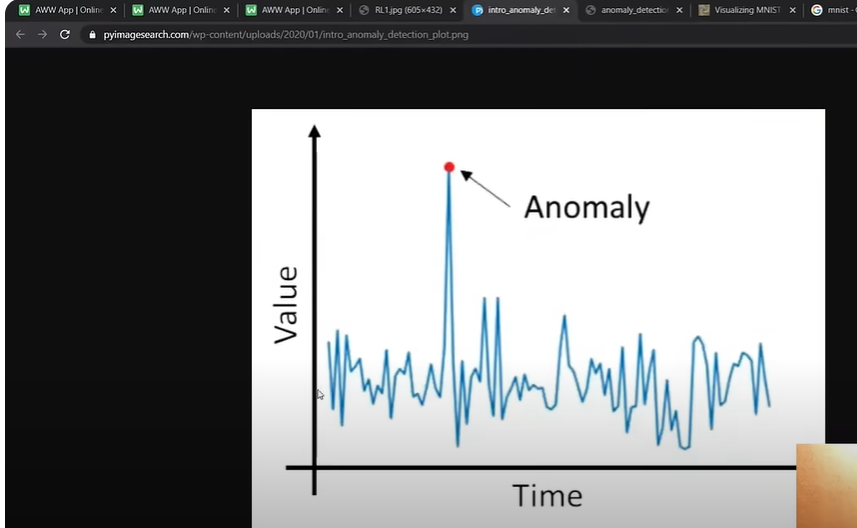 AWW App | Online
AWW App | Online
AWW App | Online
RL1.jpg (605×432)
intro_anomaly_de
anomaly_detection
Visualizing MNIST
mnist -
pyimagesearch.com/wp-content/uploads/2020/01/intro_anomaly_detection_plot.png
Anomaly
Value
Time